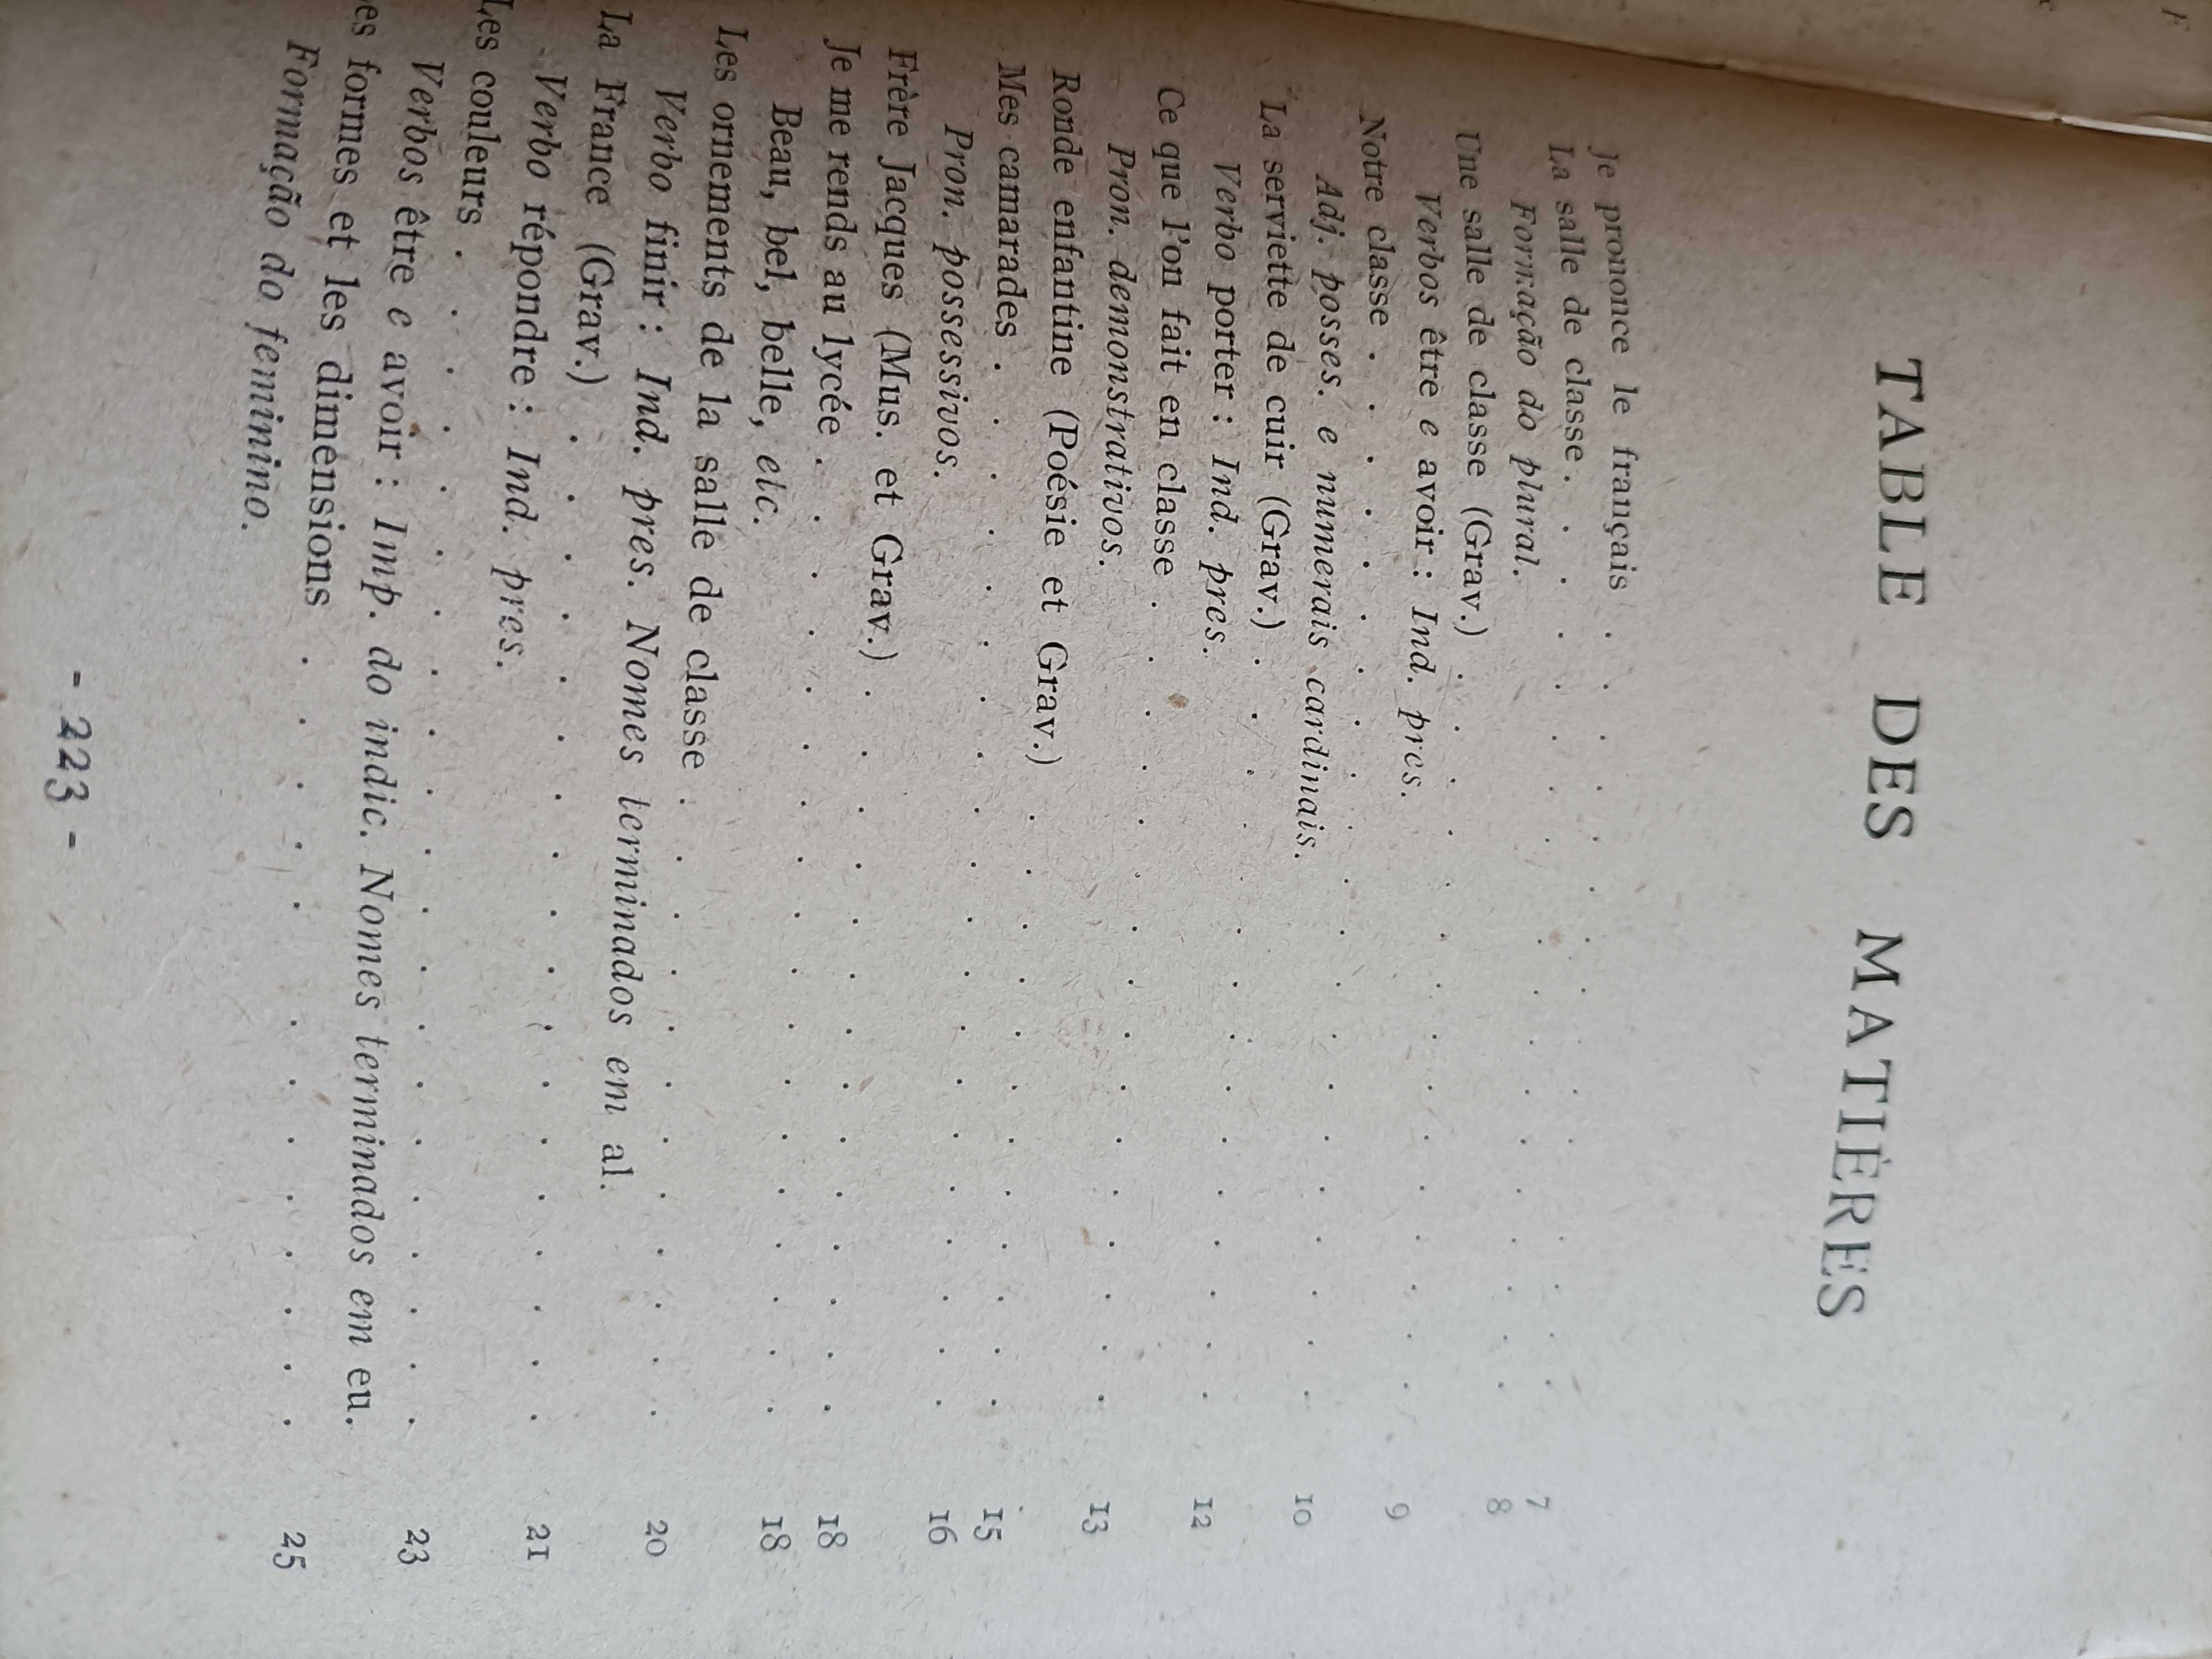 TABLE DES MATIÈRES
Je prononce le français . . . . . . . . . . . . . . 7
La salle de classe . . . . . . . . . . . . . . 8
Formação do plural.
Une salle de classe (Grav.) . . . . . . . . . . . . . . 9
Verbos être e avoir : Ind. pres.
Notre classe . . . . . . . . . . . . . . 10
Adj. posses. e numerais cardinais.
La serviette de cuir (Grav.) . . . . . . . . . . . . . . 12
Verbo porter : Ind. pres.
Ce que l'on fait en classe . . . . . . . . . . . . . . 13
Pron. demonstrativos.
Ronde enfantine (Poésie et Grav.) . . . . . . . . . . . 15
Mes camarades . . . . . . . . . . . . . . 16
Pron. possessivos.
Frère Jacques (Mus. et Grav.) . . . . . . . . . . . . . . 18
Je me rends au lycée . . . . . . . . . . . . . . 18
Beau, bel, belle, etc.
Les ornements de la salle de classe . . . . . . . . . . . . 20
Verbo finir : Ind. pres. Nomes terminados em al.
La France (Grav.) . . . . . . . . . . . . . . 21
Verbo répondre : Ind. pres.
Les couleurs . . . . . . . . . . . . . . 23
Verbos être e avoir : Imp. do indic. Nomes terminados em eu.
es formes et les dimensions . . . . . . . . . . . . . . 25
Formação do feminino.
- 223 -